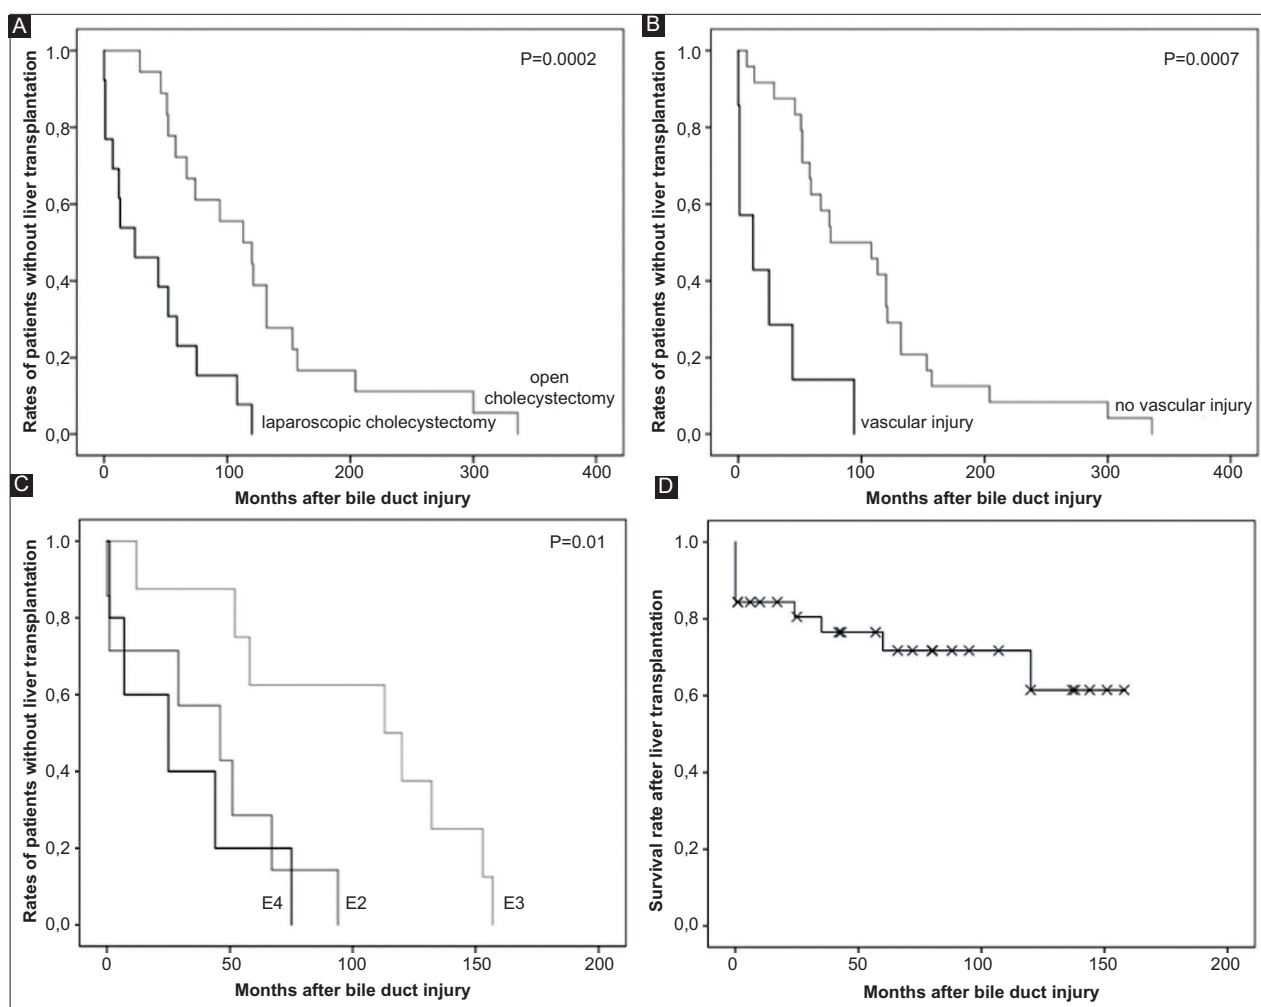 A
P=0.0002
Rates of patients without liver transplantation
1.0
0,8
0,6
0,4
0,2
0,0
open
cholecystectomy
laparoscopic cholecystectomy
0 100 200 300 400
Months after bile duct injury
B
P=0.0007
Rates of patients without liver transplantation
1.0
0,8
0,6
0,4
0,2
0,0
no vascular injury
vascular injury
0 100 200 300 400
Months after bile duct injury
C
P=0.01
Rates of patients without liver transplantation
1.0
0,8
0,6
0,4
0,2
0,0
E4 E2 E3
0 50 100 150 200
Months after bile duct injury
D
Survival rate after liver transplantation
1.0
0,8
0,6
0,4
0,2
0,0
0 50 100 150 200
Months after bile duct injury